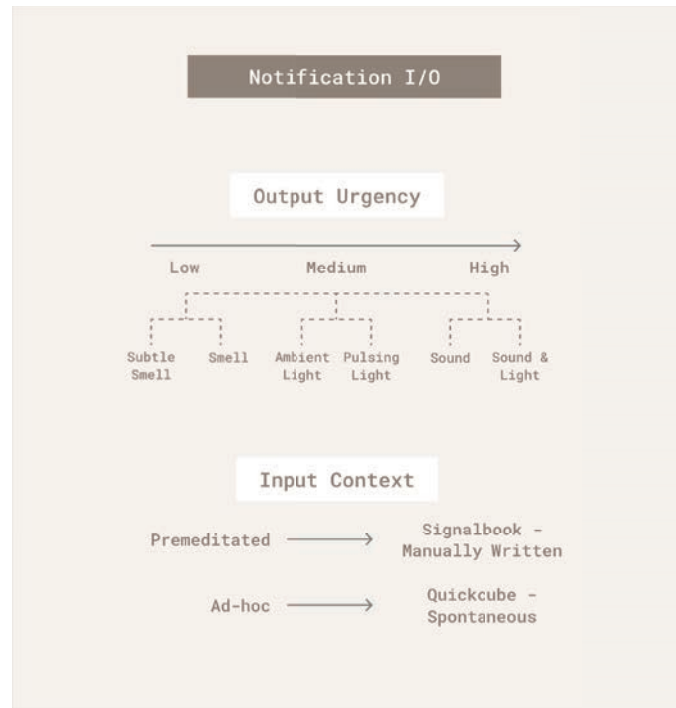 Notification I/O
Output Urgency
Low Medium High
Subtle Smell Ambient Pulsing Sound Sound &
Smell Light Light Light
Input Context
Signalbook -
Premeditated Manually Written
Quickcube -
Ad-hoc Spontaneous